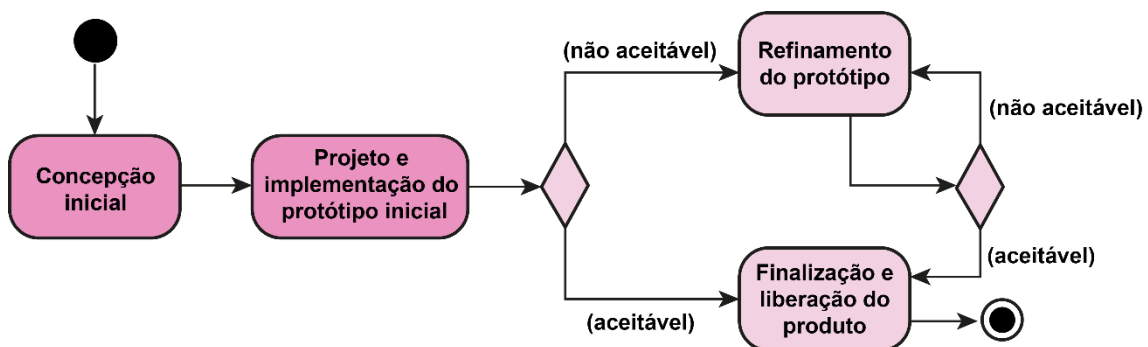 Concepção
inicial
Projeto e
implementação do
protótipo inicial
(não aceitável)
(aceitável)
Refinamento
do protótipo
(não aceitável)
(aceitável)
Finalização e
liberação do
produto